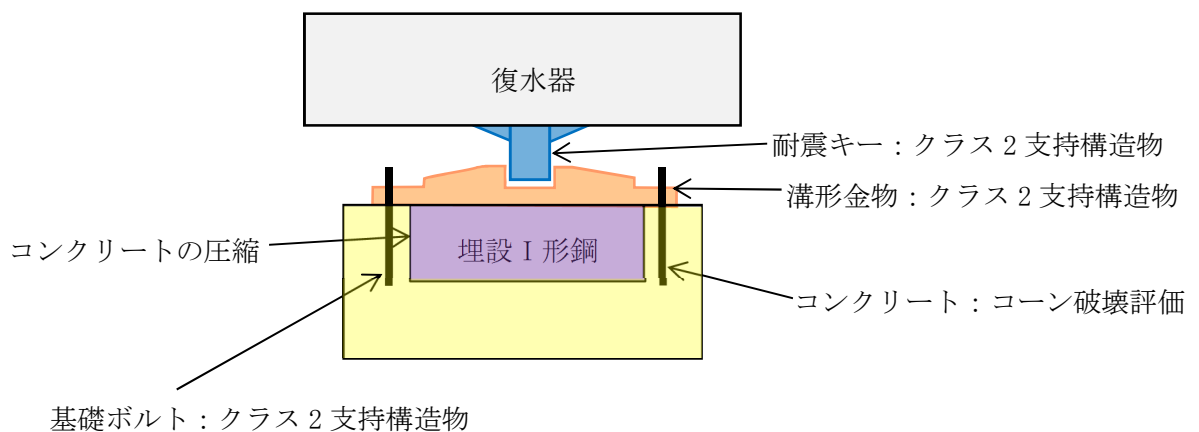 復水器
耐震キー：クラス２支持構造物
溝形金物：クラス２支持構造物
コンクリートの圧縮
埋設Ｉ形鋼
コンクリート：コーン破壊評価
基礎ボルト：クラス２支持構造物